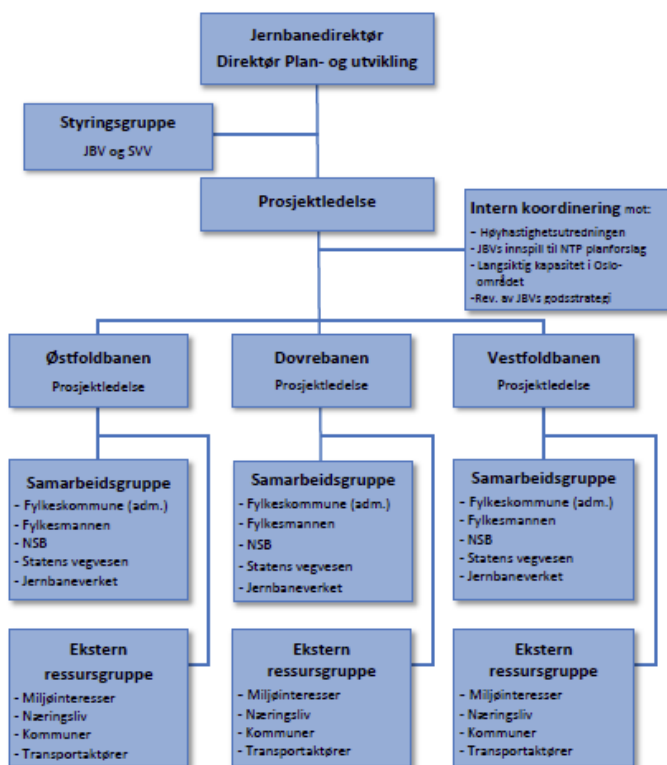 Jernbanedirektør
Direktør Plan- og utvikling
Styringsgruppe
JBV og SVV
Prosjektledelse
Intern koordinering mot:
- Høyhastighetsutredningen
- JBVs innspill til NTP planforslag
- Langsiktig kapasitet i Oslo-
området
-Rev. av JBVs godsstrategi
Østfoldbanen
Prosjektledelse
Dovrebanen
Prosjektledelse
Vestfoldbanen
Prosjektledelse
Samarbeidsgruppe
- Fylkeskommune (adm.)
- Fylkesmannen
- NSB
- Statens vegvesen
- Jernbaneverket
Samarbeidsgruppe
- Fylkeskommune (adm.)
- Fylkesmannen
- NSB
- Statens vegvesen
- Jernbaneverket
Samarbeidsgruppe
- Fylkeskommune (adm.)
- Fylkesmannen
- NSB
- Statens vegvesen
- Jernbaneverket
Ekstern
ressursgruppe
- Miljøinteresser
- Næringsliv
- Kommuner
- Transportaktører
Ekstern
ressursgruppe
- Miljøinteresser
- Næringsliv
- Kommuner
- Transportaktører
Ekstern
ressursgruppe
- Miljøinteresser
- Næringsliv
- Kommuner
- Transportaktører